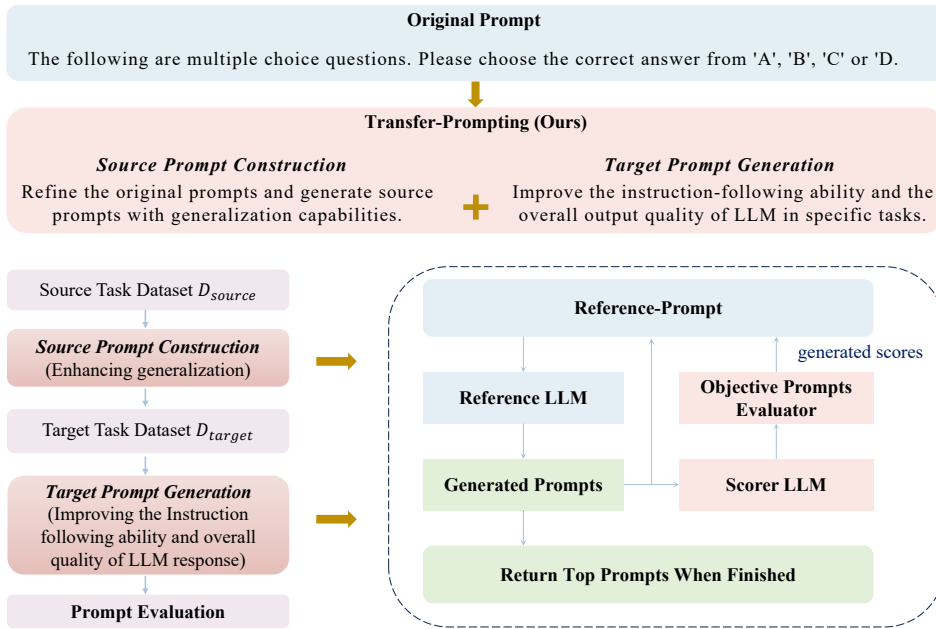 Original Prompt
The following are multiple choice questions. Please choose the correct answer from 'A', 'B', 'C' or 'D.
Transfer-Prompting (Ours)
Source Prompt Construction
Refine the original prompts and generate source
prompts with generalization capabilities.
+
Target Prompt Generation
Improve the instruction-following ability and the
overall output quality of LLM in specific tasks.
Source Task Dataset D_source
Source Prompt Construction
(Enhancing generalization)
Target Task Dataset D_target
Target Prompt Generation
(Improving the Instruction
following ability and overall
quality of LLM response)
Prompt Evaluation
Reference-Prompt
generated scores
Reference LLM
Objective Prompts
Evaluator
Generated Prompts
Scorer LLM
Return Top Prompts When Finished